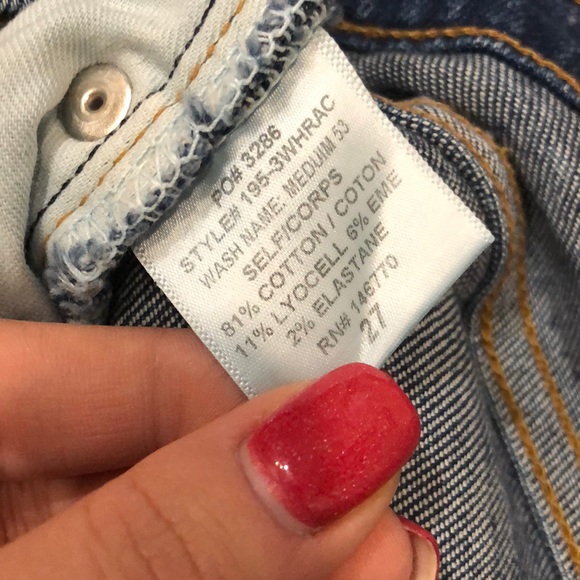 PO# 3286
STYLE# 195-3WHRAC
WASH NAME: MEDIUM 53
SELF/CORPS
81% COTTON / COTON
11% LYOCELL 6% EME
2% ELASTANE
RN# 146770
27